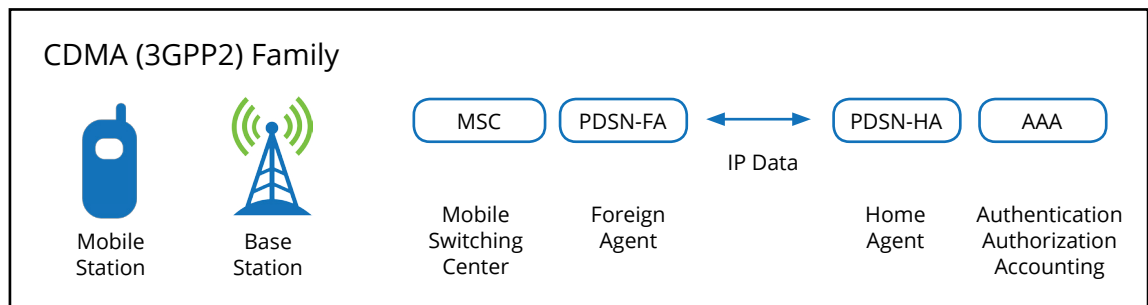 CDMA (3GPP2) Family
MSC
PDSN-FA
PDSN-HA
AAA
IP Data
Mobile
Station
Base
Station
Mobile
Switching
Center
Foreign
Agent
Home
Agent
Authentication
Authorization
Accounting